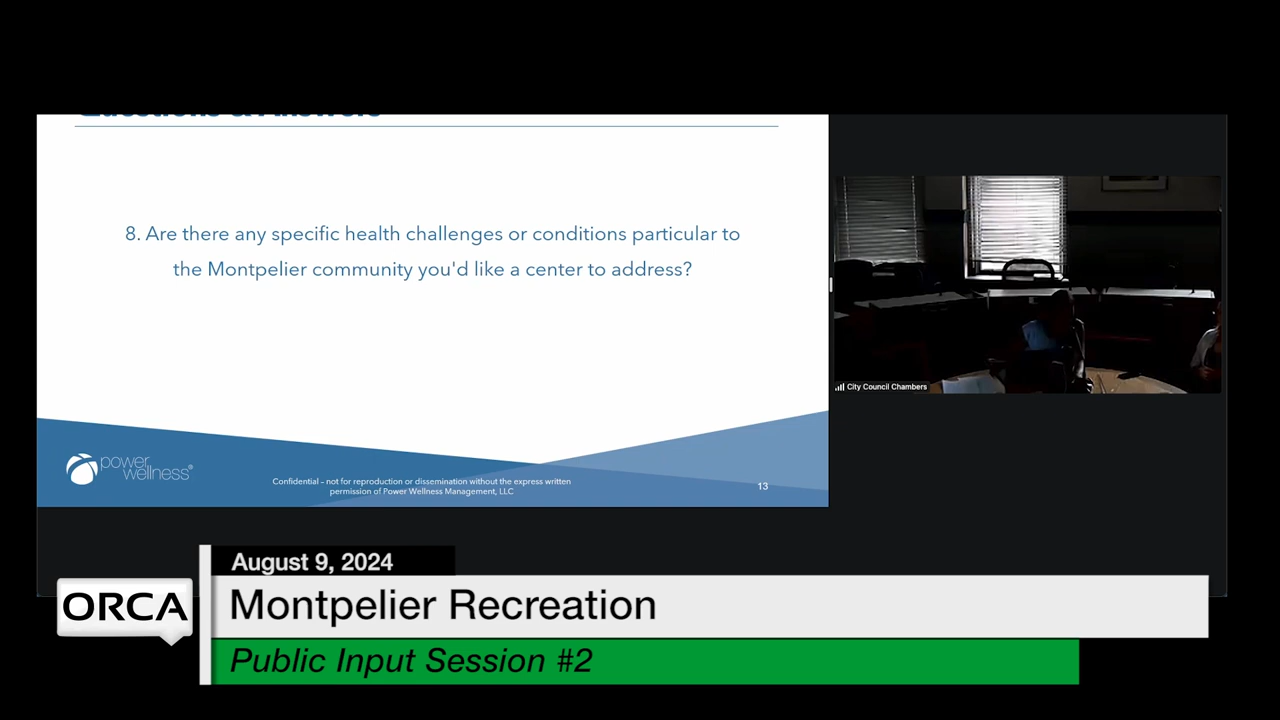 Questions & Answers
8. Are there any specific health challenges or conditions particular to
the Montpelier community you'd like a center to address?
power
wellness®
Confidential – not for reproduction or dissemination without the express written
permission of Power Wellness Management, LLC
13
City Council Chambers
August 9, 2024
ORCA
Montpelier Recreation
Public Input Session #2